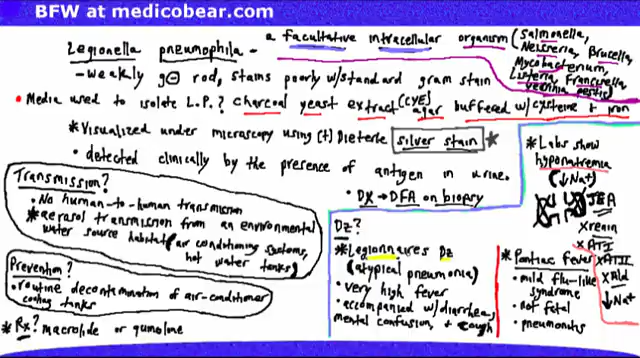 BFW at medicobear.com
Legionella pneumophila - a facultative intracellular organism (Salmonella,
Neisseria, Brucella,
Mycobacterium,
Listeria, Francisella,
Yersinia pestis)
-weakly g⊖ rod, stains poorly w/standard gram stain
• Media used to isolate L.P.? Charcoal yeast extract (CYE) agar buffered w/cysteine + iron
*Visualized under microscopy using (+) Dieterle silver stain *
• detected clinically by the presence of antigen in urine.
• DX → DFA on biopsy
Transmission?
• No human-to-human transmission
*aerosol transmission from an environmental
water source habitat (air conditioning systems,
hot water tanks)
Prevention?
• routine decontamination of air-conditioner
cooling tanks
*Rx? macrolide or quinolone
Dz?
*Legionnaires Dz
(atypical pneumonia)
• very high fever
• accompanied w/diarrhea,
mental confusion, + cough
*Labs show
hyponatremia
(↓Na+)
JGA
xrenin
xATI
xATII
xAld
↓Na+
*Pontiac fever
• mild flu-like
syndrome
• not fatal
• pneumonitis